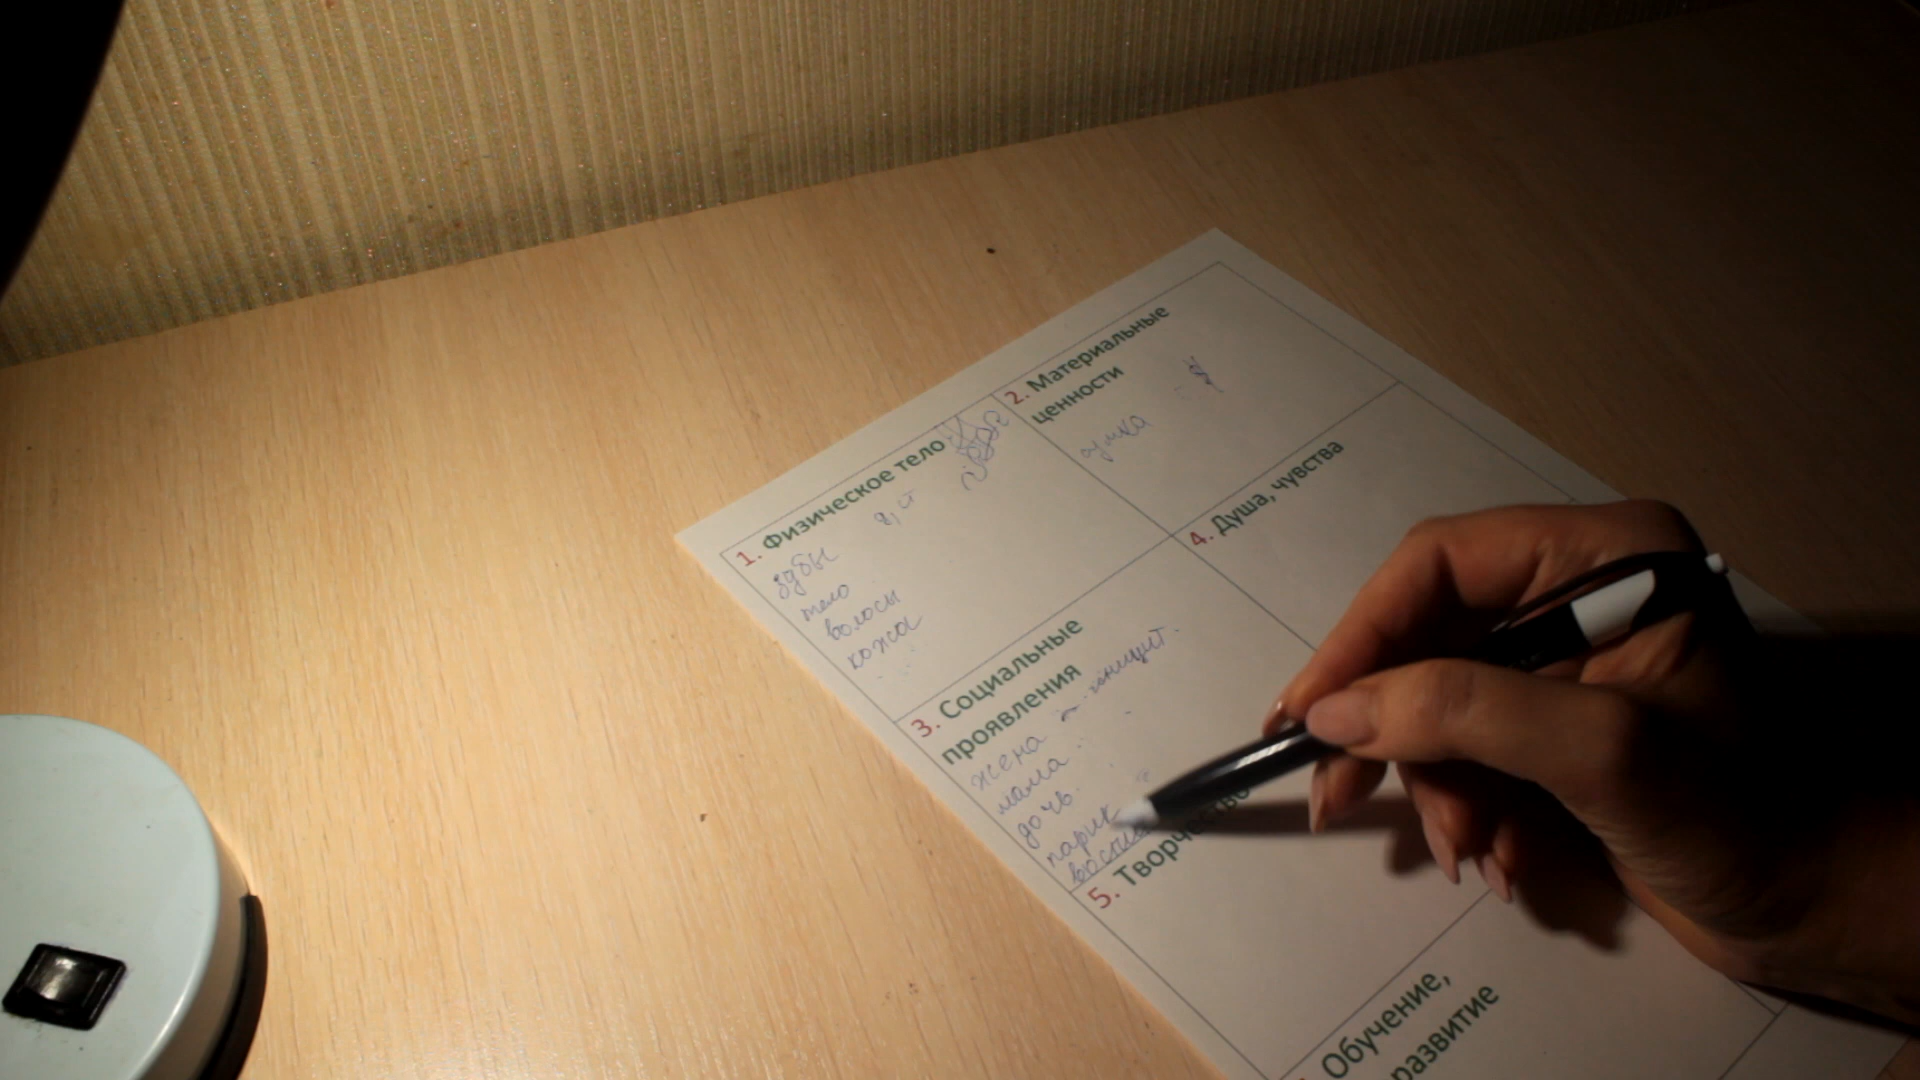 1. Физическое тело
зубы
тело
волосы
кожа
2. Материальные
ценности
сумка
3. Социальные
проявления
жена
мама
дочь
парик
4. Душа, чувства
5. Творчество
Обучение,
развитие